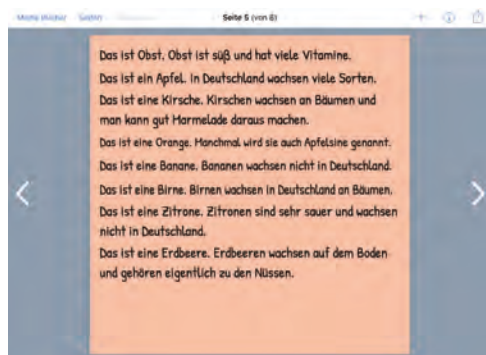 Meine Bücher Seiten Seite 5 (von 8)
Das ist Obst. Obst ist süß und hat viele Vitamine.
Das ist ein Apfel. In Deutschland wachsen viele Sorten.
Das ist eine Kirsche. Kirschen wachsen an Bäumen und
man kann gut Marmelade daraus machen.
Das ist eine Orange. Manchmal wird sie auch Apfelsine genannt.
Das ist eine Banane. Bananen wachsen nicht in Deutschland.
Das ist eine Birne. Birnen wachsen in Deutschland an Bäumen.
Das ist eine Zitrone. Zitronen sind sehr sauer und wachsen
nicht in Deutschland.
Das ist eine Erdbeere. Erdbeeren wachsen auf dem Boden
und gehören eigentlich zu den Nüssen.